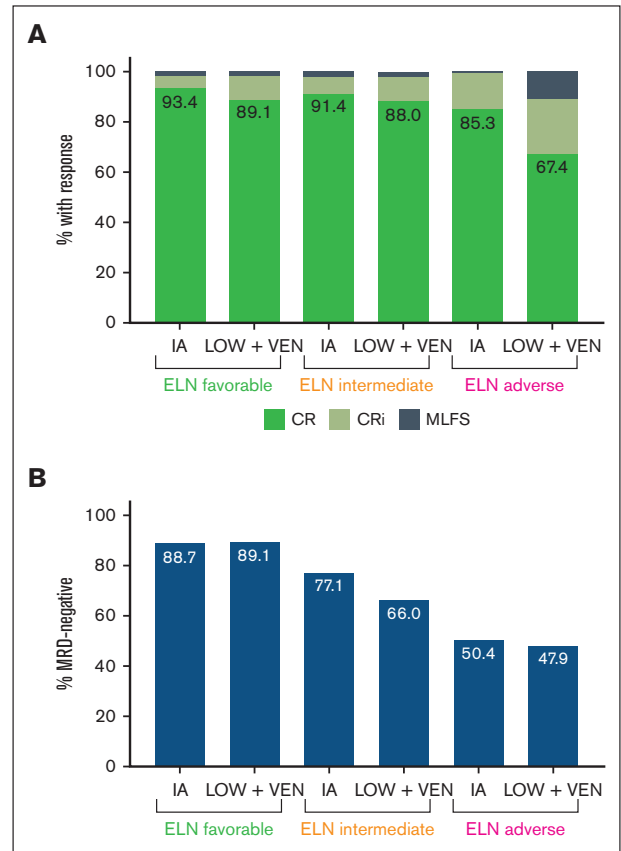 A
% with response
100
80
60
40
20
0
93.4
89.1
91.4
88.0
85.3
67.4
IA LOW + VEN IA LOW + VEN IA LOW + VEN
ELN favorable ELN intermediate ELN adverse
CR CRi MLFS
B
% MRD-negative
100
80
60
40
20
0
88.7
89.1
77.1
66.0
50.4
47.9
IA LOW + VEN IA LOW + VEN IA LOW + VEN
ELN favorable ELN intermediate ELN adverse